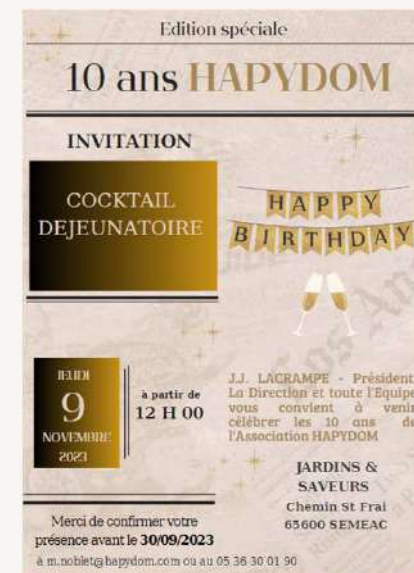 Edition spéciale
10 ans HAPYDOM
INVITATION
COCKTAIL
DEJEUNATOIRE
HAPPY
BIRTHDAY
JEUDI
9
NOVEMBRE
2023
à partir de
12 H 00
J.J. LACRAMPE - Président
La Direction et toute l'Equipe
vous convient à venir
célébrer les 10 ans de
l'Association HAPYDOM
JARDINS &
SAVEURS
Chemin St Frai
65600 SEMEAC
Merci de confirmer votre
présence avant le 30/09/2023
à m.noblet@hapydom.com ou au 05 36 30 01 90